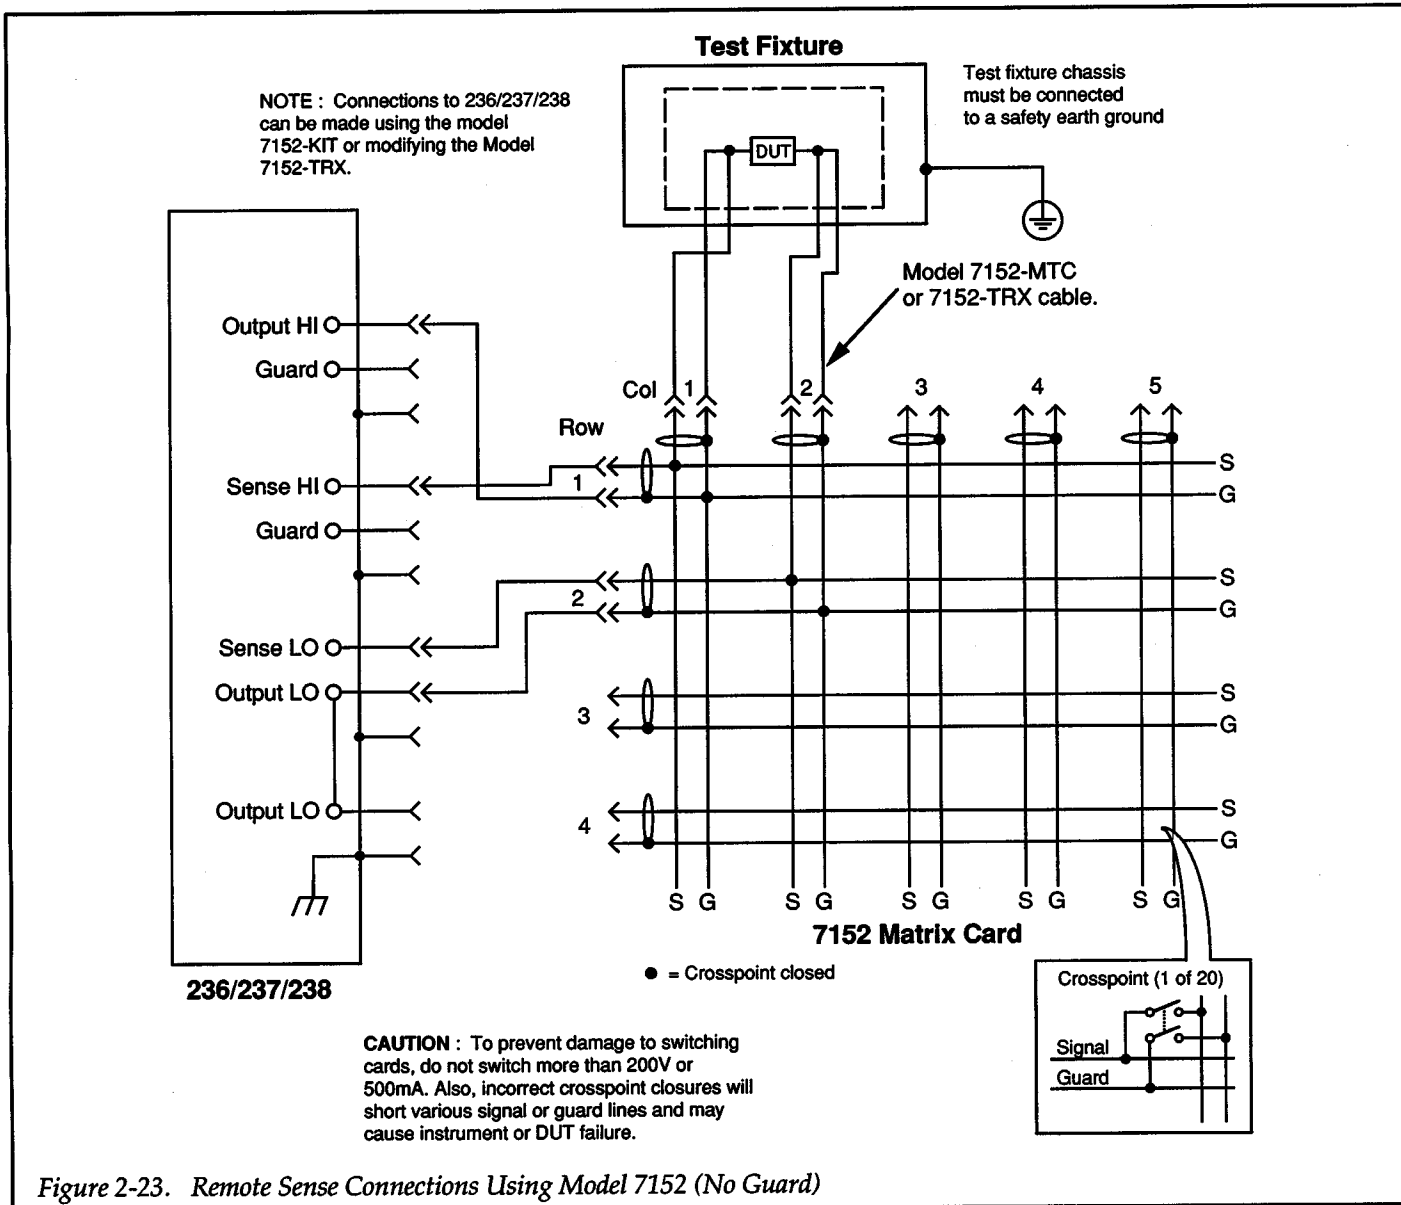 Test Fixture
NOTE : Connections to 236/237/238
can be made using the model
7152-KIT or modifying the Model
7152-TRX.
Test fixture chassis
must be connected
to a safety earth ground
DUT
Model 7152-MTC
or 7152-TRX cable.
Output HI
Guard
Sense HI
Guard
Sense LO
Output LO
Output LO
236/237/238
Col 1 2 3 4 5
Row
1
S
G
2
S
G
3
S
G
4
S
G
S G S G S G S G S G
7152 Matrix Card
= Crosspoint closed
Crosspoint (1 of 20)
Signal
Guard
CAUTION : To prevent damage to switching
cards, do not switch more than 200V or
500mA. Also, incorrect crosspoint closures will
short various signal or guard lines and may
cause instrument or DUT failure.
Figure 2-23. Remote Sense Connections Using Model 7152 (No Guard)